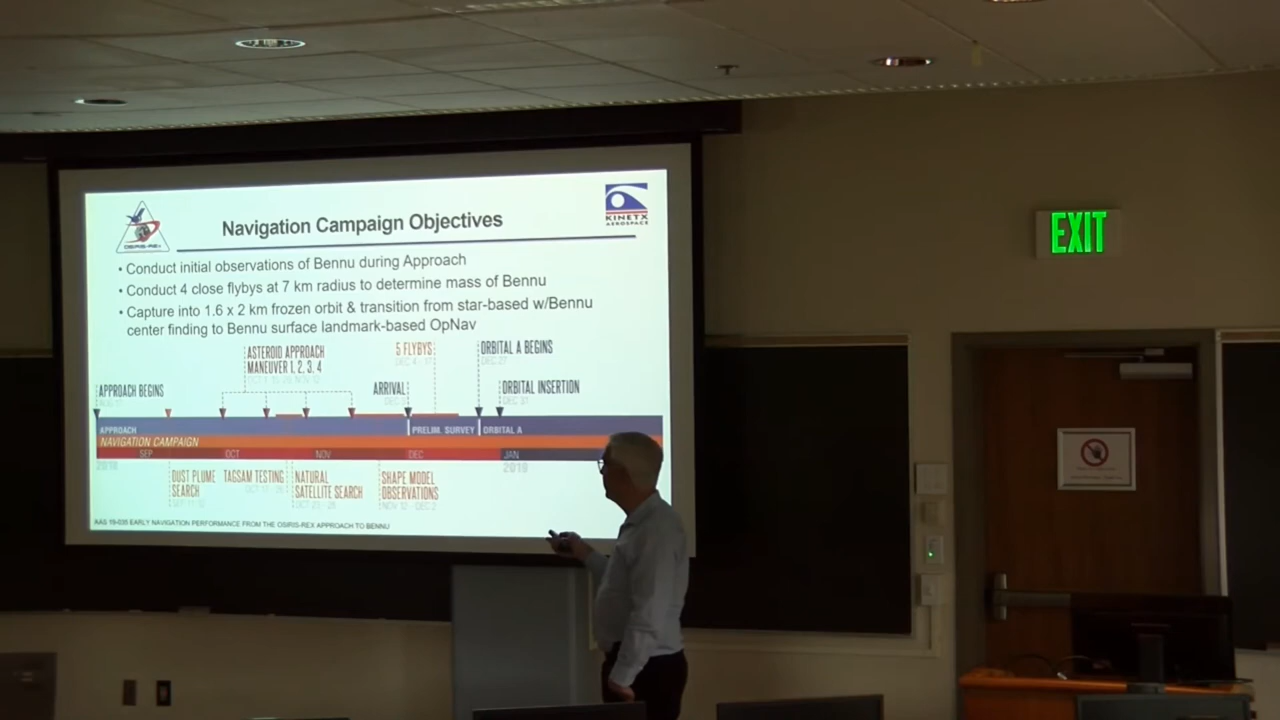 OSIRIS-REX
Navigation Campaign Objectives
KINETX
AEROSPACE
• Conduct initial observations of Bennu during Approach
• Conduct 4 close flybys at 7 km radius to determine mass of Bennu
• Capture into 1.6 x 2 km frozen orbit & transition from star-based w/Bennu
center finding to Bennu surface landmark-based OpNav
ASTEROID APPROACH
MANEUVER 1, 2, 3, 4
5 FLYBYS
ORBITAL A BEGINS
APPROACH BEGINS
ARRIVAL
ORBITAL INSERTION
DEC 31
APPROACH
PRELIM. SURVEY
ORBITAL A
NAVIGATION CAMPAIGN
SEP
OCT
NOV
DEC
JAN
2018
2019
DUST PLUME
SEARCH
TAGSAM TESTING
NATURAL
SATELLITE SEARCH
SHAPE MODEL
OBSERVATIONS
AAS 19-035 EARLY NAVIGATION PERFORMANCE FROM THE OSIRIS-REX APPROACH TO BENNU
EXIT